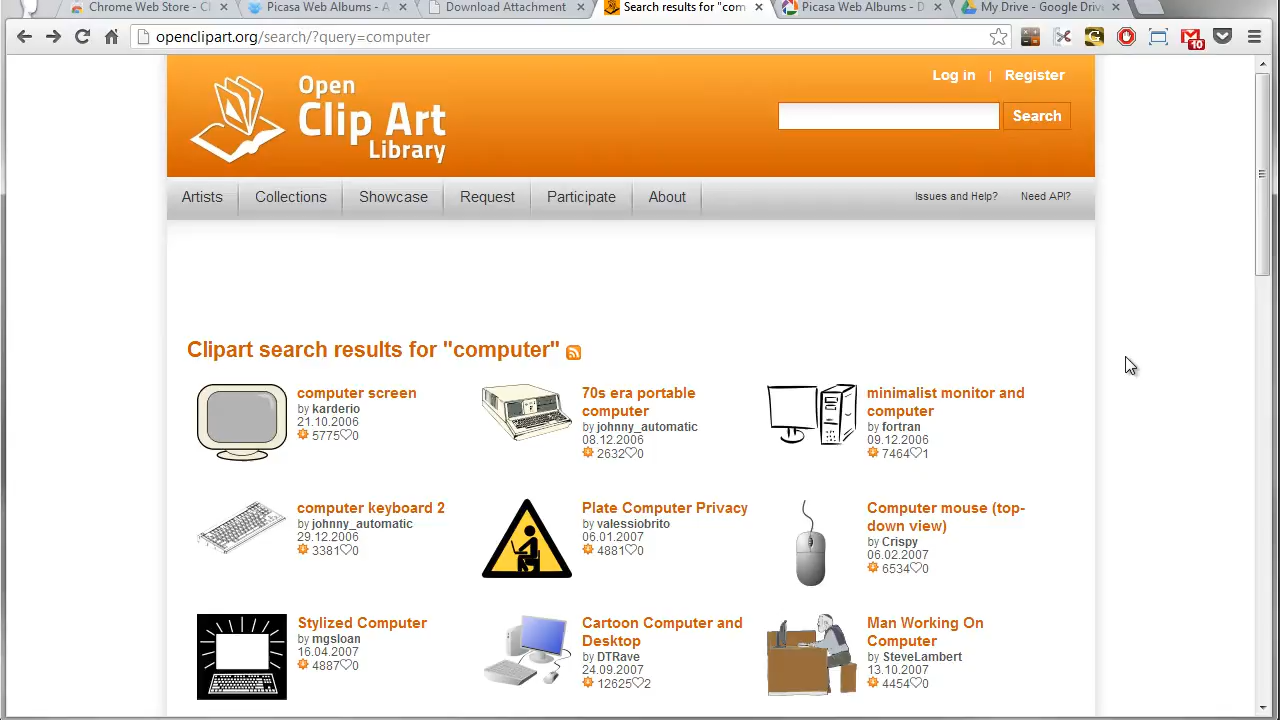 Chrome Web Store - Cl
Picasa Web Albums - A
Download Attachment
Search results for "com
Picasa Web Albums - D
My Drive - Google Drive
openclipart.org/search/?query=computer
10
Open
Clip Art
Library
Log in | Register
Search
Artists
Collections
Showcase
Request
Participate
About
Issues and Help?
Need API?
Clipart search results for "computer"
computer screen
by karderio
21.10.2006
5775 0
70s era portable
computer
by johnny_automatic
08.12.2006
2632 0
minimalist monitor and
computer
by fortran
09.12.2006
7464 1
computer keyboard 2
by johnny_automatic
29.12.2006
3381 0
Plate Computer Privacy
by valessiobrito
06.01.2007
4881 0
Computer mouse (top-
down view)
by Crispy
06.02.2007
6534 0
Stylized Computer
by mgsloan
16.04.2007
4887 0
Cartoon Computer and
Desktop
by DTRave
24.09.2007
12625 2
Man Working On
Computer
by SteveLambert
13.10.2007
4454 0